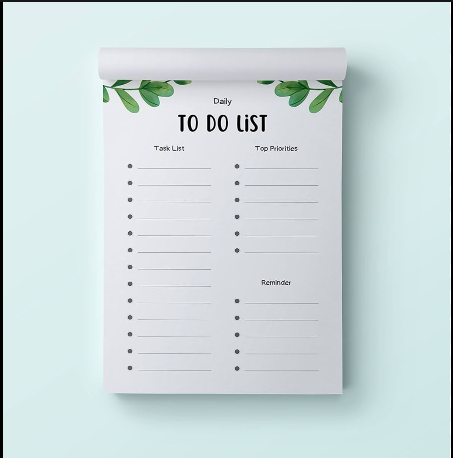 Daily
TO DO LiST
Task List
Top Priorities
Reminder